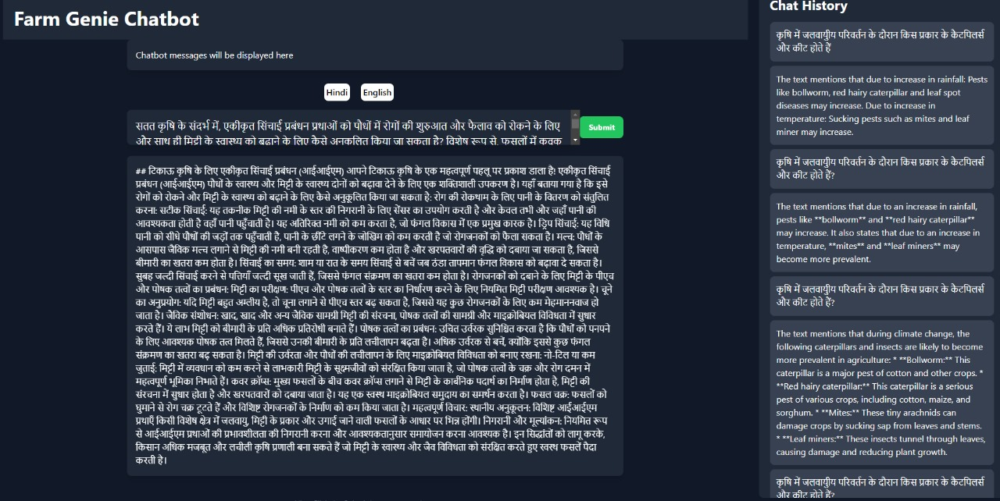 Farm Genie Chatbot
Chatbot messages will be displayed here
Hindi English
सतत कृषि के संदर्भ में, एकीकृत सिंचाई प्रबंधन प्रथाओं को पौधों में रोगों की शुरुआत और फैलाव को रोकने के लिए
और साथ ही मिट्टी के स्वास्थ्य को बढ़ाने के लिए कैसे अनुकूलित किया जा सकता है? विशेष रूप से, फसलों में कवक
Submit
## टिकाऊ कृषि के लिए एकीकृत सिंचाई प्रबंधन (आईआईएम) आपने टिकाऊ कृषि के एक महत्वपूर्ण पहलू पर प्रकाश डाला है! एकीकृत सिंचाई
प्रबंधन (आईआईएम) पौधों के स्वास्थ्य और मिट्टी के स्वास्थ्य दोनों को बढ़ावा देने के लिए एक शक्तिशाली उपकरण है। यहाँ बताया गया है कि इसे
रोगों को रोकने और मिट्टी के स्वास्थ्य को बढ़ाने के लिए कैसे अनुकूलित किया जा सकता है: रोग की रोकथाम के लिए पानी के वितरण को संतुलित
करना: सटीक सिंचाई: यह तकनीक मिट्टी की नमी के स्तर की निगरानी के लिए सेंसर का उपयोग करती है और केवल तभी और जहाँ पानी की
आवश्यकता होती है वहाँ पानी पहुँचाती है। यह अतिरिक्त नमी को कम करता है, जो फंगल विकास में एक प्रमुख कारक है। ड्रिप सिंचाई: यह विधि
पानी को सीधे पौधों की जड़ों तक पहुँचाती है, पानी के छींटे लगने के जोखिम को कम करती है जो रोगजनकों को फैला सकता है। मल्च: पौधों के
आसपास जैविक मल्च लगाने से मिट्टी की नमी बनी रहती है, वाष्पीकरण कम होता है और खरपतवारों की वृद्धि को दबाया जा सकता है, जिससे
बीमारी का खतरा कम होता है। सिंचाई का समय: शाम या रात के समय सिंचाई से बचें जब ठंडा तापमान फंगल विकास को बढ़ावा दे सकता है।
सुबह जल्दी सिंचाई करने से पत्तियाँ जल्दी सूख जाती हैं, जिससे फंगल संक्रमण का खतरा कम होता है। रोगजनकों को दबाने के लिए मिट्टी के पीएच
और पोषक तत्वों का प्रबंधन: मिट्टी का परीक्षण: पीएच और पोषक तत्वों के स्तर का निर्धारण करने के लिए नियमित मिट्टी परीक्षण आवश्यक है। चूने
का अनुप्रयोग: यदि मिट्टी बहुत अम्लीय है, तो चूना लगाने से पीएच स्तर बढ़ सकता है, जिससे यह कुछ रोगजनकों के लिए कम मेहमाननवाज हो
जाता है। जैविक संशोधन: खाद, खाद और अन्य जैविक सामग्री मिट्टी की संरचना, पोषक तत्वों की सामग्री और माइक्रोबियल विविधता में सुधार
करते हैं। ये लाभ मिट्टी को बीमारी के प्रति अधिक प्रतिरोधी बनाते हैं। पोषक तत्वों का प्रबंधन: उचित उर्वरक सुनिश्चित करता है कि पौधों को पनपने
के लिए आवश्यक पोषक तत्व मिलते हैं, जिससे उनकी बीमारी के प्रति लचीलापन बढ़ता है। अधिक उर्वरक से बचें, क्योंकि इससे कुछ फंगल
संक्रमण का खतरा बढ़ सकता है। मिट्टी की उर्वरता और पौधों की लचीलापन के लिए माइक्रोबियल विविधता को बनाए रखना: नो-टिल या कम
जुताई: मिट्टी में व्यवधान को कम करने से लाभकारी मिट्टी के सूक्ष्मजीवों को संरक्षित किया जाता है, जो पोषक तत्वों के चक्र और रोग दमन में
महत्वपूर्ण भूमिका निभाते हैं। कवर क्रॉप्स: मुख्य फसलों के बीच कवर क्रॉप्स लगाने से मिट्टी के कार्बनिक पदार्थ का निर्माण होता है, मिट्टी की
संरचना में सुधार होता है और खरपतवारों को दबाया जाता है। यह एक स्वस्थ माइक्रोबियल समुदाय का समर्थन करता है। फसल चक्र: फसलों को
घुमाने से रोग चक्र टूटते हैं और विशिष्ट रोगजनकों के निर्माण को कम किया जाता है। महत्वपूर्ण विचार: स्थानीय अनुकूलन: विशिष्ट आईआईएम
प्रथाएँ किसी विशेष क्षेत्र में जलवायु, मिट्टी के प्रकार और उगाई जाने वाली फसलों के आधार पर भिन्न होंगी। निगरानी और मूल्यांकन: नियमित रूप
से आईआईएम प्रथाओं की प्रभावशीलता की निगरानी करना और आवश्यकतानुसार समायोजन करना आवश्यक है। इन सिद्धांतों को लागू करके,
किसान अधिक मजबूत और लचीली कृषि प्रणाली बना सकते हैं जो मिट्टी के स्वास्थ्य और जैव विविधता को संरक्षित करते हुए स्वस्थ फसलें पैदा
करती है।
Chat History
कृषि में जलवायुीय परिवर्तन के दौरान किस प्रकार के कैटपिलर्स
और कीट होते हैं
The text mentions that due to increase in rainfall: Pests
like bollworm, red hairy caterpillar and leaf spot
diseases may increase. Due to increase in
temperature: Sucking pests such as mites and leaf
miner may increase.
कृषि में जलवायुीय परिवर्तन के दौरान किस प्रकार के कैटपिलर्स
और कीट होते हैं?
The text mentions that due to an increase in rainfall,
pests like **bollworm** and **red hairy caterpillar**
may increase. It also states that due to an increase in
temperature, **mites** and **leaf miners** may
become more prevalent.
कृषि में जलवायुीय परिवर्तन के दौरान किस प्रकार के कैटपिलर्स
और कीट होते हैं?
The text mentions that during climate change, the
following caterpillars and insects are likely to become
more prevalent in agriculture: * **Bollworm:** This
caterpillar is a major pest of cotton and other crops. *
**Red hairy caterpillar:** This caterpillar is a serious
pest of various crops, including cotton, maize, and
sorghum. * **Mites:** These tiny arachnids can
damage crops by sucking sap from leaves and stems.
* **Leaf miners:** These insects tunnel through leaves,
causing damage and reducing plant growth.
कृषि में जलवायुीय परिवर्तन के दौरान किस प्रकार के कैटपिलर्स
और कीट होते हैं?